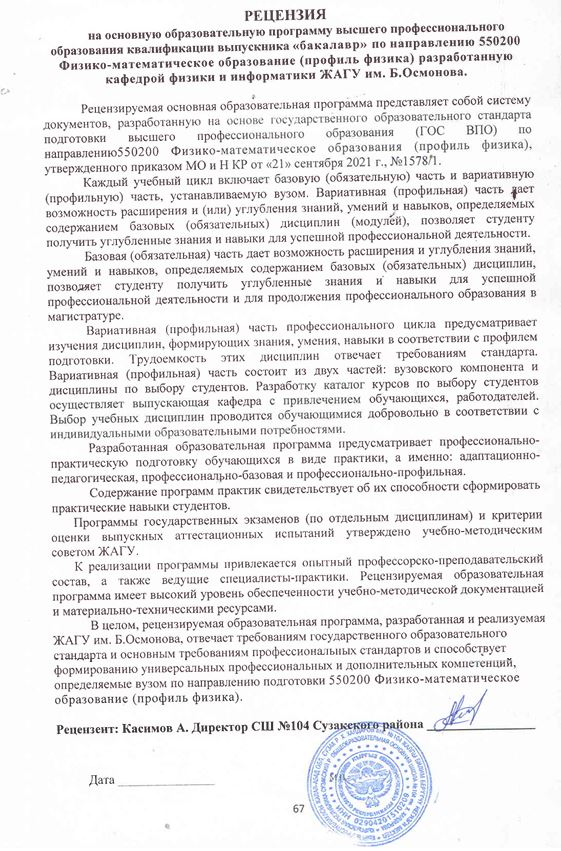 РЕЦЕНЗИЯ
на основную образовательную программу высшего профессионального
образования квалификации выпускника «бакалавр» по направлению 550200
Физико-математическое образование (профиль физика) разработанную
кафедрой физики и информатики ЖАГУ им. Б.Осмонова.
Рецензируемая основная образовательная программа представляет собой систему
документов, разработанную на основе государственного образовательного стандарта
подготовки высшего профессионального образования (ГОС ВПО) по
направлению550200 Физико-математическое образование (профиль физика),
утвержденного приказом МО и Н КР от «21» сентября 2021 г., №1578/1.
Каждый учебный цикл включает базовую (обязательную) часть и вариативную
(профильную) часть, устанавливаемую вузом. Вариативная (профильная) часть дает
возможность расширения и (или) углубления знаний, умений и навыков, определяемых
содержанием базовых (обязательных) дисциплин (модулей), позволяет студенту
получить углубленные знания и навыки для успешной профессиональной деятельности.
Базовая (обязательная) часть дает возможность расширения и углубления знаний,
умений и навыков, определяемых содержанием базовых (обязательных) дисциплин,
позволяет студенту получить углубленные знания и навыки для успешной
профессиональной деятельности и для продолжения профессионального образования в
магистратуре.
Вариативная (профильная) часть профессионального цикла предусматривает
изучения дисциплин, формирующих знания, умения, навыки в соответствии с профилем
подготовки. Трудоемкость этих дисциплин отвечает требованиям стандарта.
Вариативная (профильная) часть состоит из двух частей: вузовского компонента и
дисциплины по выбору студентов. Разработку каталог курсов по выбору студентов
осуществляет выпускающая кафедра с привлечением обучающихся, работодателей.
Выбор учебных дисциплин проводится обучающимися добровольно в соответствии с
индивидуальными образовательными потребностями.
Разработанная образовательная программа предусматривает профессионально-
практическую подготовку обучающихся в виде практики, а именно: адаптационно-
педагогическая, профессионально-базовая и профессионально-профильная.
Содержание программ практик свидетельствует об их способности сформировать
практические навыки студентов.
Программы государственных экзаменов (по отдельным дисциплинам) и критерии
оценки выпускных аттестационных испытаний утверждено учебно-методическим
советом ЖАГУ.
К реализации программы привлекается опытный профессорско-преподавательский
состав, а также ведущие специалисты-практики. Рецензируемая образовательная
программа имеет высокий уровень обеспеченности учебно-методической документацией
и материально-техническими ресурсами.
В целом, рецензируемая образовательная программа, разработанная и реализуемая
ЖАГУ им. Б.Осмонова, отвечает требованиям государственного образовательного
стандарта и основным требованиям профессиональных стандартов и способствует
формированию универсальных профессиональных и дополнительных компетенций,
определяемые вузом по направлению подготовки 550200 Физико-математическое
образование (профиль физика).
Рецензент: Касимов А. Директор СШ №104 Сузакского района
Дата
67